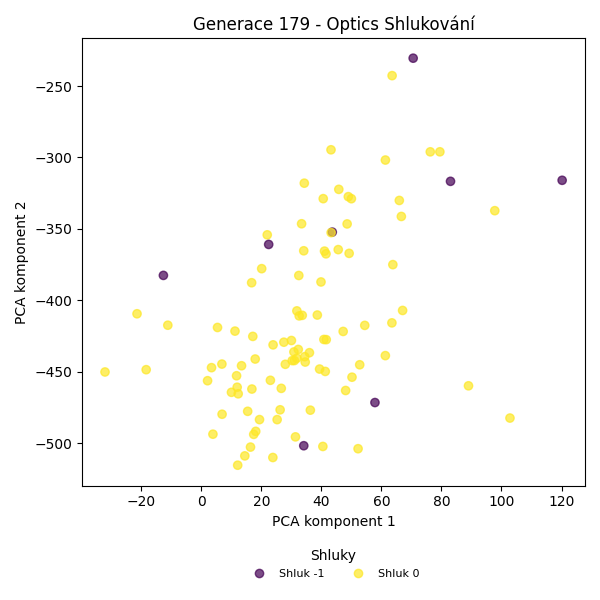 Generace 179 - Optics Shlukování
PCA komponent 2
−250
−300
−350
−400
−450
−500
−20
0
20
40
60
80
100
120
PCA komponent 1
Shluky
Shluk -1
Shluk 0